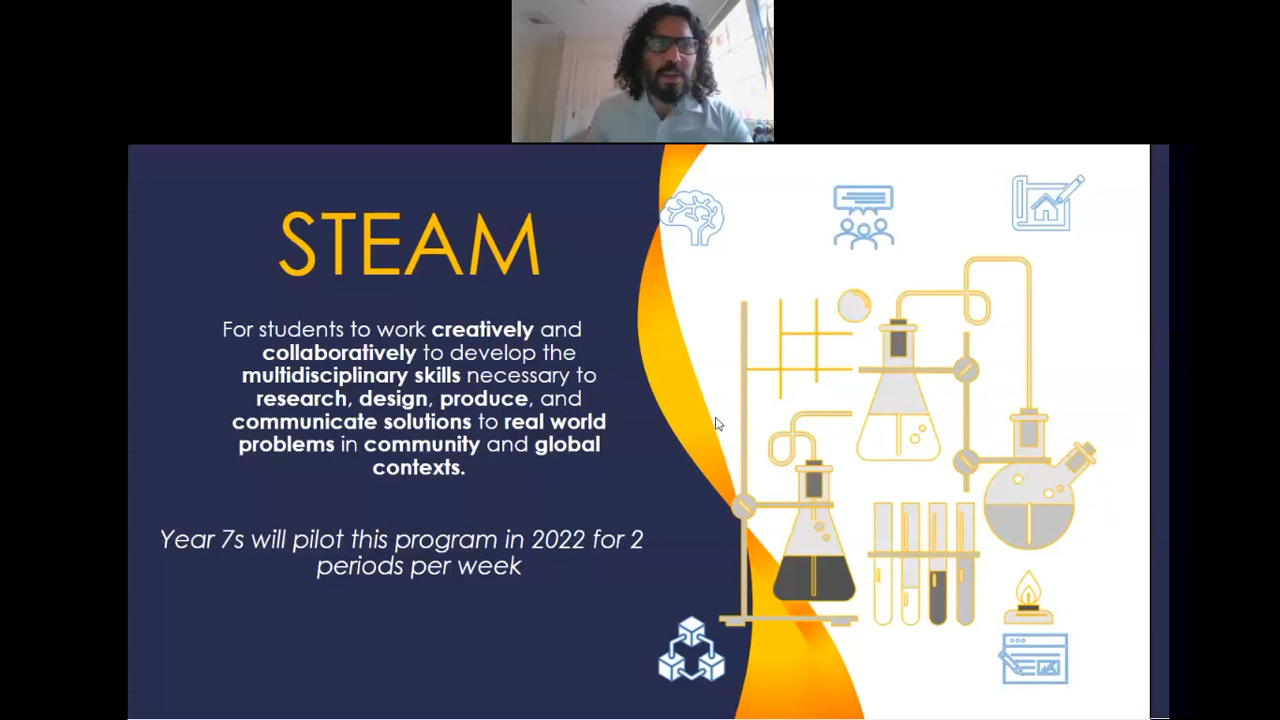 STEAM
For students to work creatively and
collaboratively to develop the
multidisciplinary skills necessary to
research, design, produce, and
communicate solutions to real world
problems in community and global
contexts.
Year 7s will pilot this program in 2022 for 2
periods per week